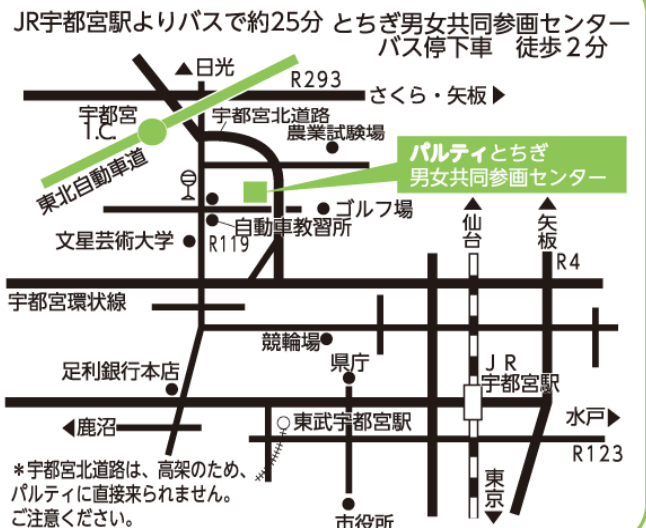 JR宇都宮駅よりバスで約25分 とちぎ男女共同参画センター
バス停下車 徒歩2分
▲日光
R293
さくら・矢板▶
宇都宮
I.C.
宇都宮北道路
農業試験場
東北自動車道
パルティとちぎ
男女共同参画センター
ゴルフ場
自動車教習所
文星芸術大学
R119
仙台
矢板
R4
宇都宮環状線
競輪場
県庁
JR
宇都宮駅
足利銀行本店
◀鹿沼
東武宇都宮駅
水戸▶
R123
東京
市役所
*宇都宮北道路は、高架のため、
パルティに直接来られません。
ご注意ください。